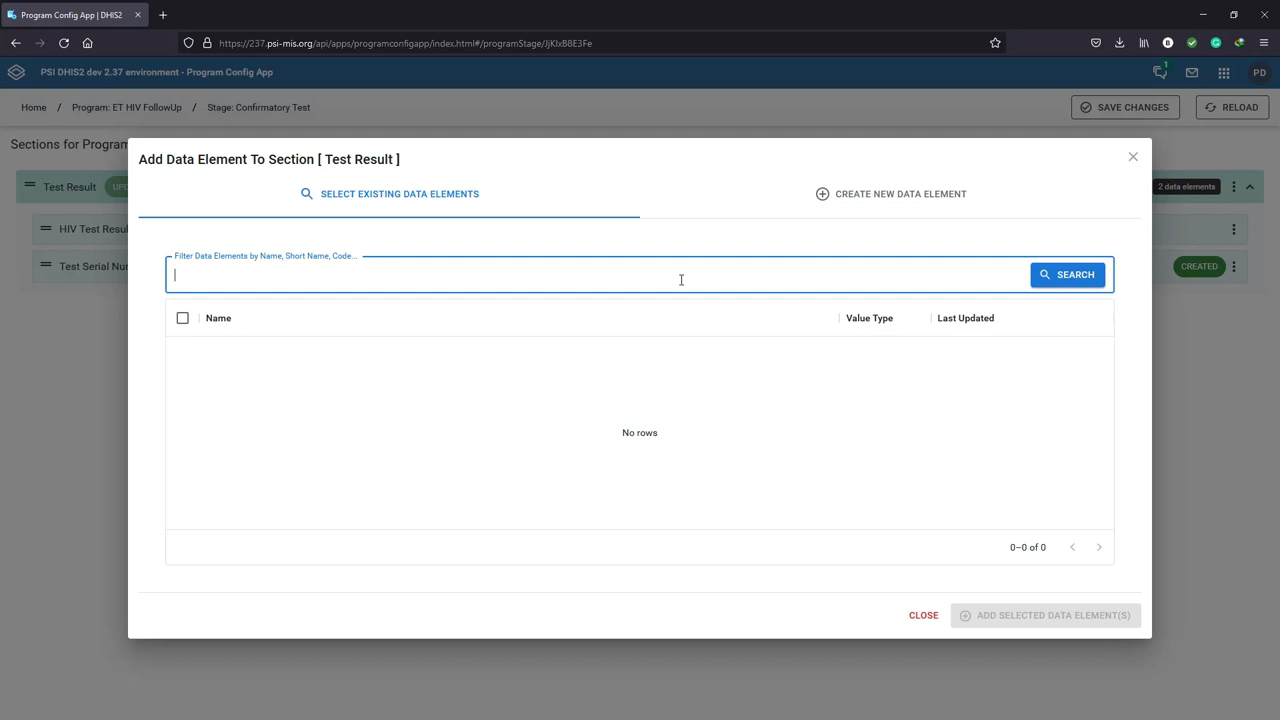 Program Config App | DHIS2
https://237.psi-mis.org/api/apps/programconfigapp/index.html#/programStage/JjKlxB8E3Fe
PSI DHIS2 dev 2.37 environment - Program Config App
1
PD
Home / Program: ET HIV FollowUp / Stage: Confirmatory Test
SAVE CHANGES
RELOAD
Sections for Program
Add Data Element To Section [ Test Result ]
Test Result
2 data elements
SELECT EXISTING DATA ELEMENTS
CREATE NEW DATA ELEMENT
HIV Test Resul
Filter Data Elements by Name, Short Name, Code...
Test Serial Nu
CREATED
SEARCH
Name
Value Type
Last Updated
No rows
0–0 of 0
CLOSE
ADD SELECTED DATA ELEMENT(S)